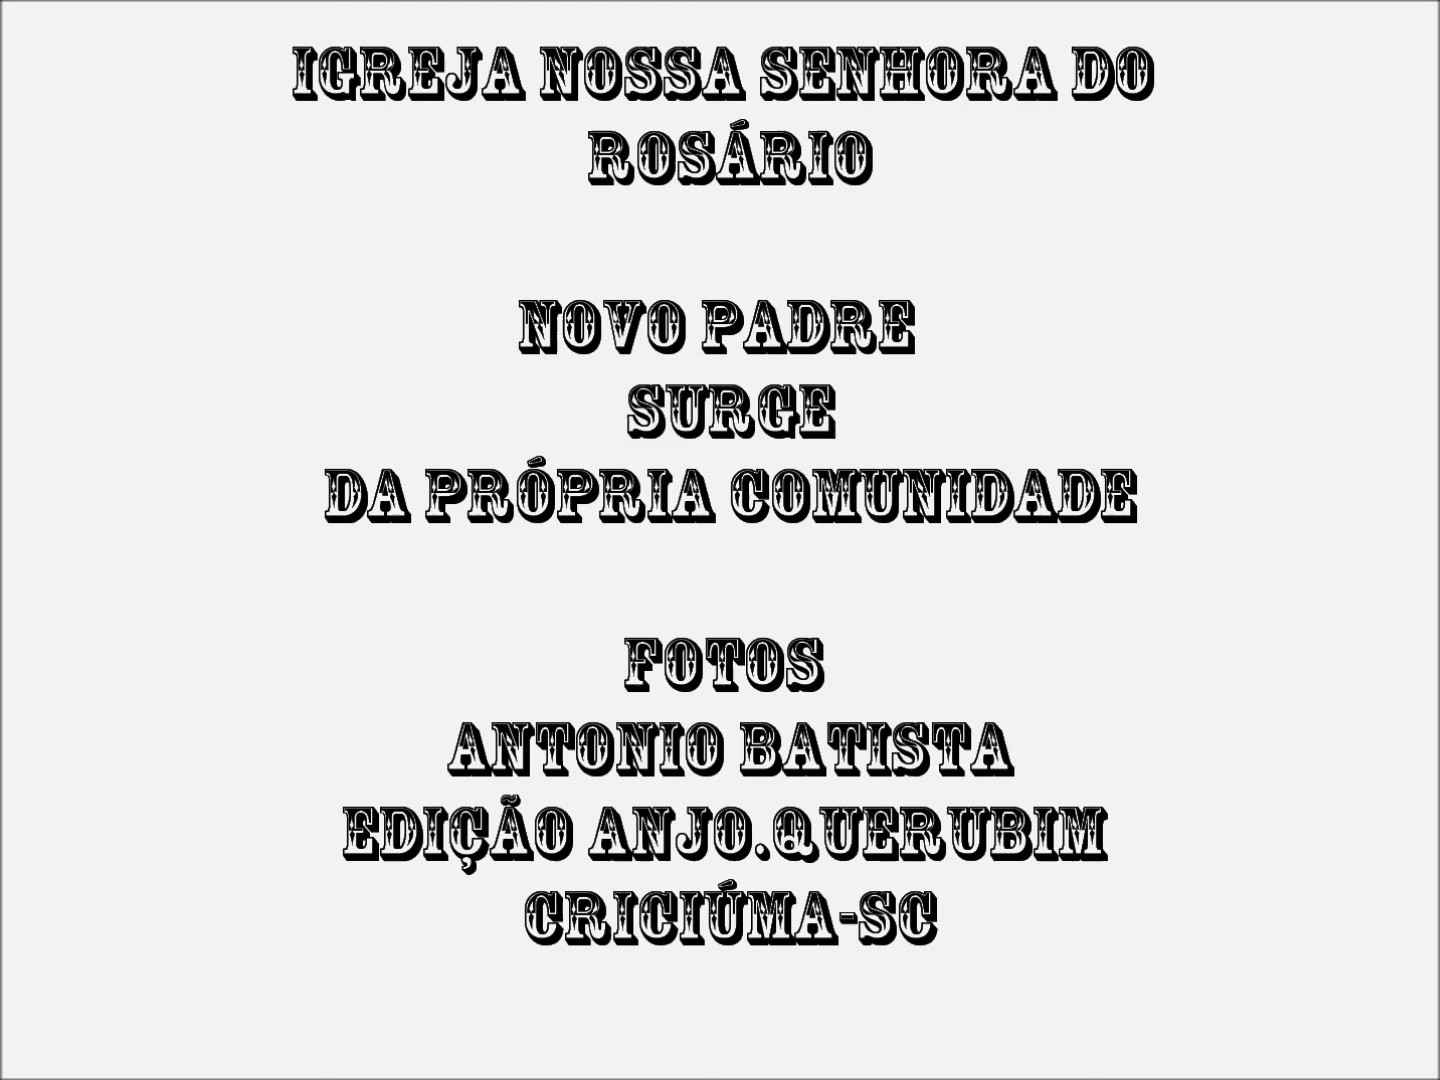 IGREJA NOSSA SENHORA DO
ROSÁRIO
NOVO PADRE
SURGE
DA PRÓPRIA COMUNIDADE
FOTOS
ANTONIO BATISTA
EDIÇÃO ANJO.QUERUBIM
CRICIÚMA-SC